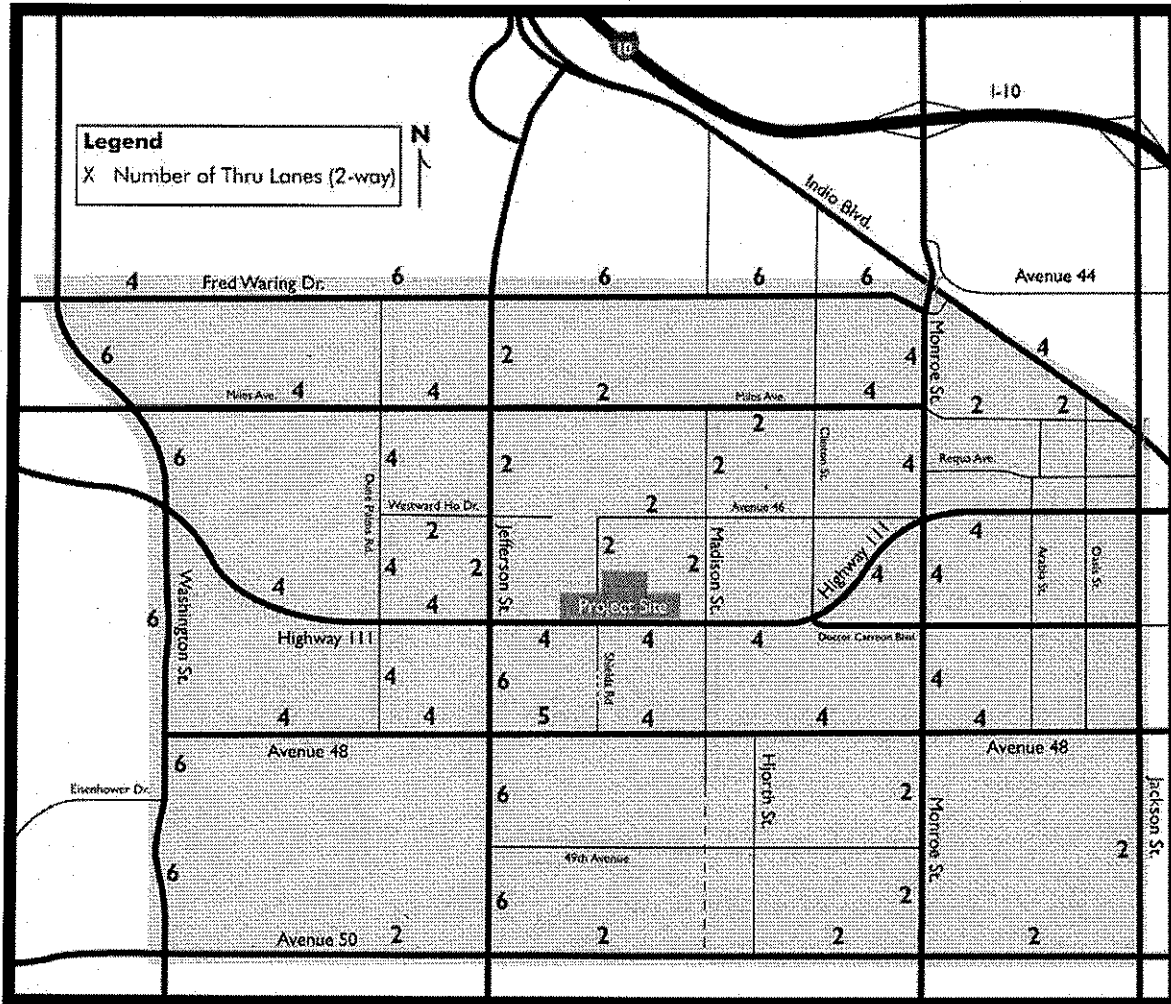 10
I-10
Legend
X Number of Thru Lanes (2-way)
N
Indio Blvd.
4
Fred Waring Dr.
6
6
6
6
Avenue 44
6
2
4
Monroe St.
4
Miles Ave.
4
4
2
Miles Ave.
4
2
2
6
4
2
2
2
Clinton St.
4
Requa Ave.
Dune Palms Rd.
Westward Ho Dr.
2
Avenue 46
2
Jefferson St.
2
Madison St.
Highway 111
4
4
2
2
4
4
Arabia St.
Oasis St.
Washington St.
6
4
4
Project Site
Highway 111
4
4
4
Doctor Carreon Blvd.
4
6
Shields Rd.
4
4
4
5
4
4
4
Avenue 48
Avenue 48
6
Eisenhower Dr.
6
Hjorth St.
2
Monroe St.
Jackson St.
49th Avenue
2
6
6
2
Avenue 50
2
2
2
2